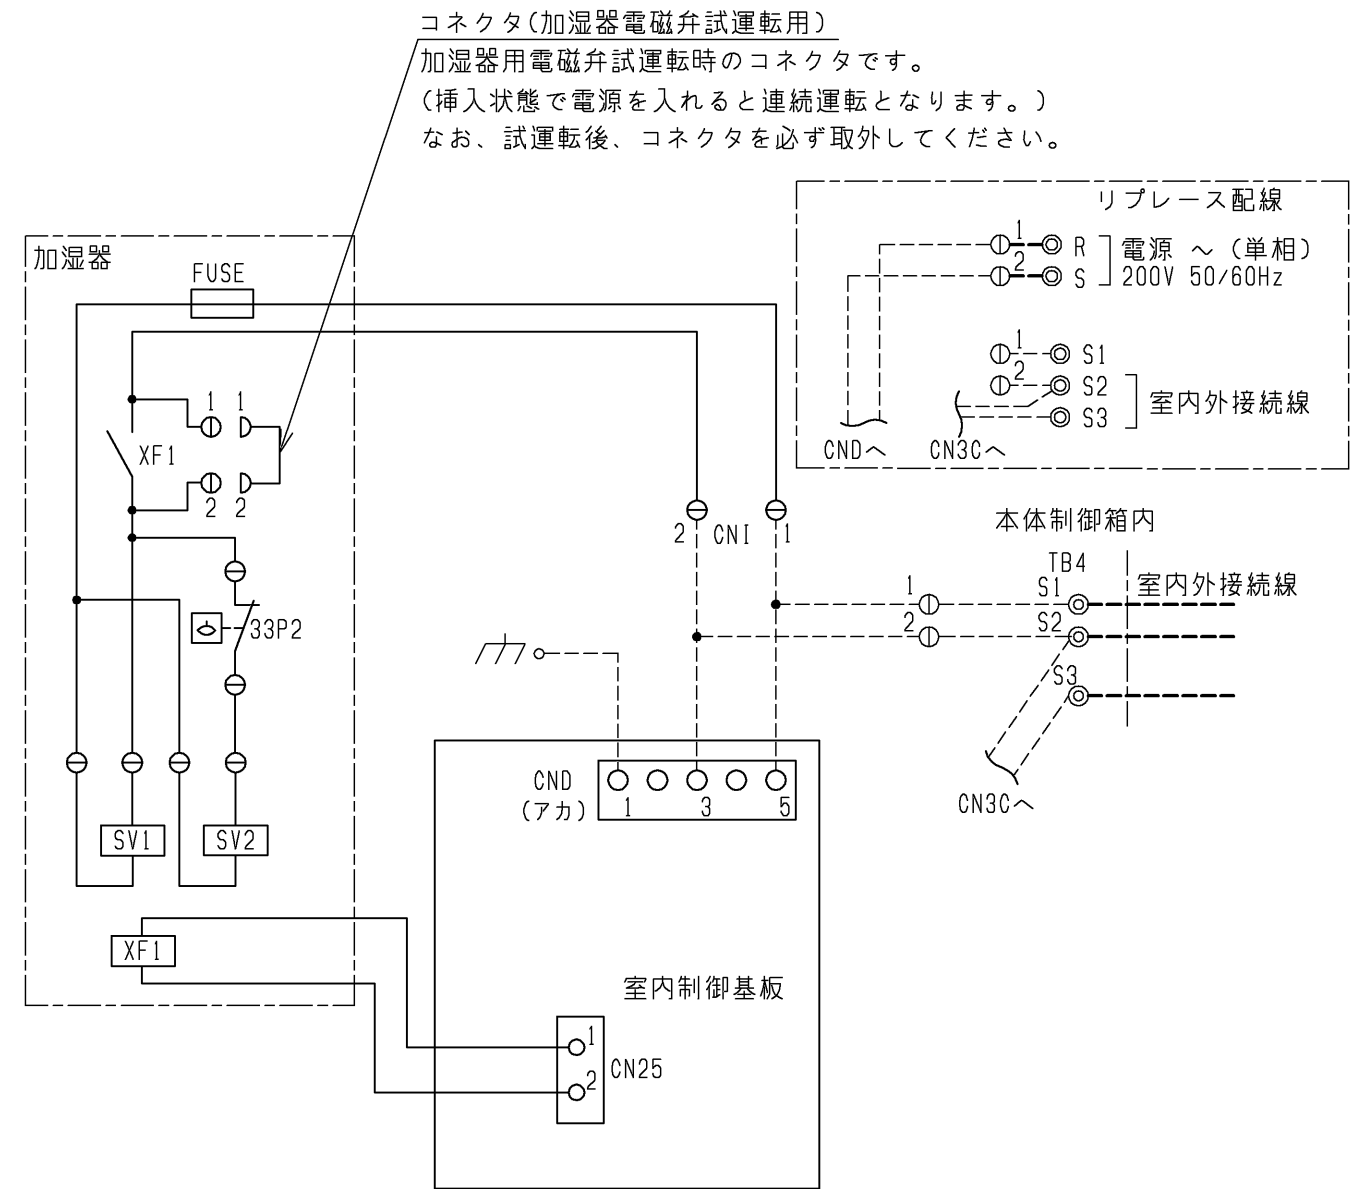 コネクタ(加湿器電磁弁試運転用)
加湿器用電磁弁試運転時のコネクタです。
(挿入状態で電源を入れると連続運転となります。)
なお、試運転後、コネクタを必ず取外してください。
リプレース配線
1
R
電源 ～ (単相)
2
S
200V 50/60Hz
1
S1
2
S2
室内外接続線
S3
CNDへ
CN3Cへ
加湿器
FUSE
1 1
XF1
2 2
33P2
SV1
SV2
XF1
2 CNI 1
本体制御箱内
TB4
室内外接続線
1
S1
2
S2
S3
CN3Cへ
CND
(アカ)
1 3 5
室内制御基板
1
CN25
2